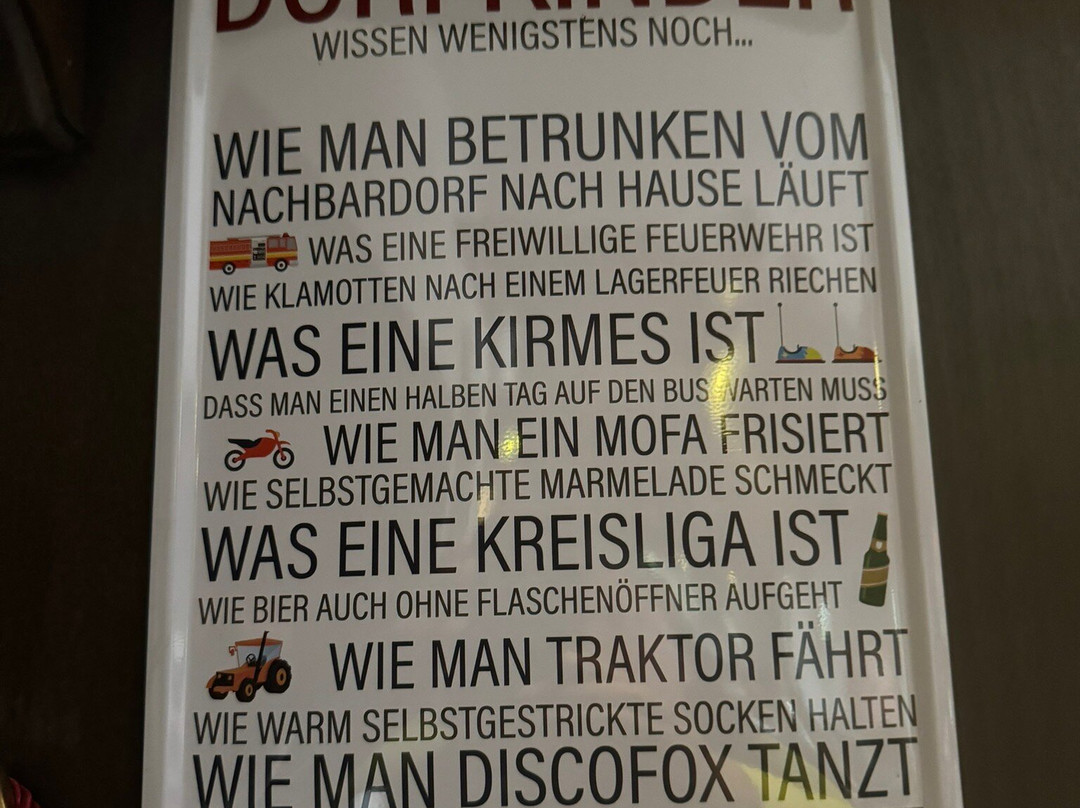 DORFKINDER
WISSEN WENIGSTENS NOCH...
WIE MAN BETRUNKEN VOM
NACHBARDORF NACH HAUSE LÄUFT
WAS EINE FREIWILLIGE FEUERWEHR IST
WIE KLAMOTTEN NACH EINEM LAGERFEUER RIECHEN
WAS EINE KIRMES IST
DASS MAN EINEN HALBEN TAG AUF DEN BUS WARTEN MUSS
WIE MAN EIN MOFA FRISIERT
WIE SELBSTGEMACHTE MARMELADE SCHMECKT
WAS EINE KREISLIGA IST
WIE BIER AUCH OHNE FLASCHENÖFFNER AUFGEHT
WIE MAN TRAKTOR FÄHRT
WIE WARM SELBSTGESTRICKTE SOCKEN HALTEN
WIE MAN DISCOFOX TANZT